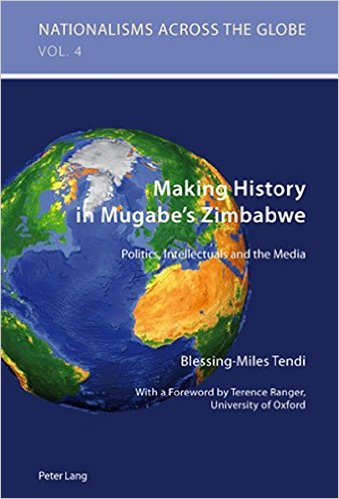 NATIONALISMS ACROSS THE GLOBE
VOL. 4
Making History
in Mugabe's Zimbabwe
Politics, Intellectuals and the Media
Blessing-Miles Tendi
With a Foreword by Terence Ranger,
University of Oxford
Peter Lang